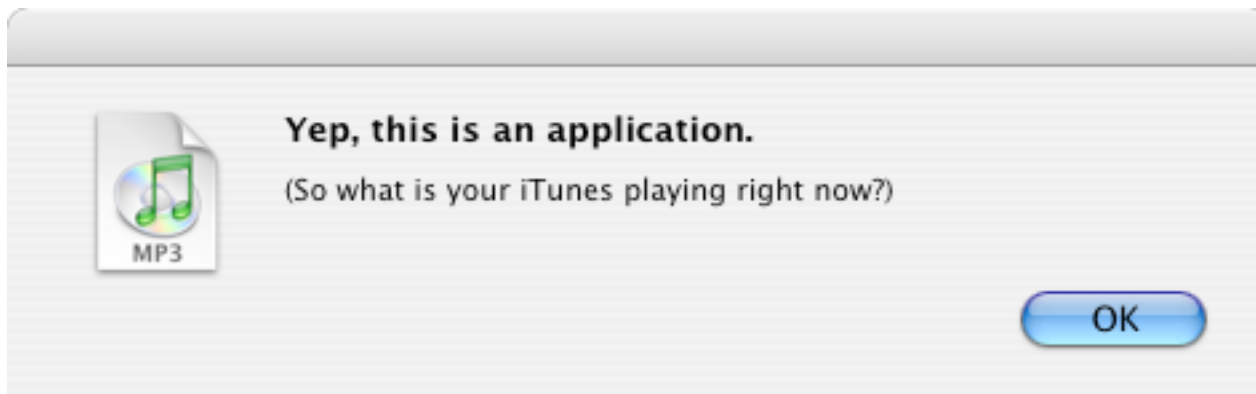 Yep, this is an application.
(So what is your iTunes playing right now?)
MP3
OK